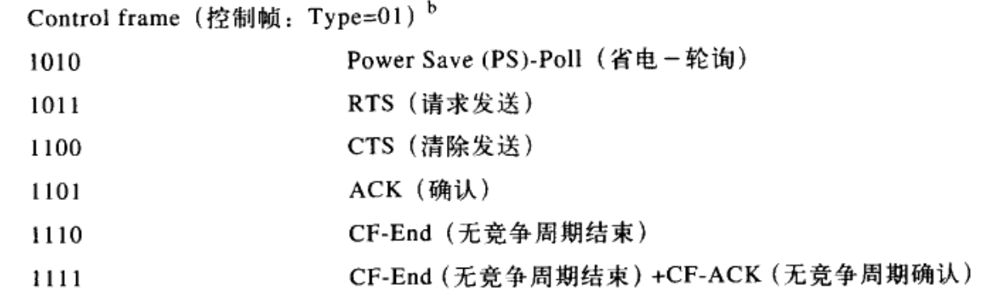 Control frame（控制帧：Type=01）b
1010 Power Save (PS)-Poll（省电－轮询）
1011 RTS（请求发送）
1100 CTS（清除发送）
1101 ACK（确认）
1110 CF-End（无竞争周期结束）
1111 CF-End（无竞争周期结束）+CF-ACK（无竞争周期确认）